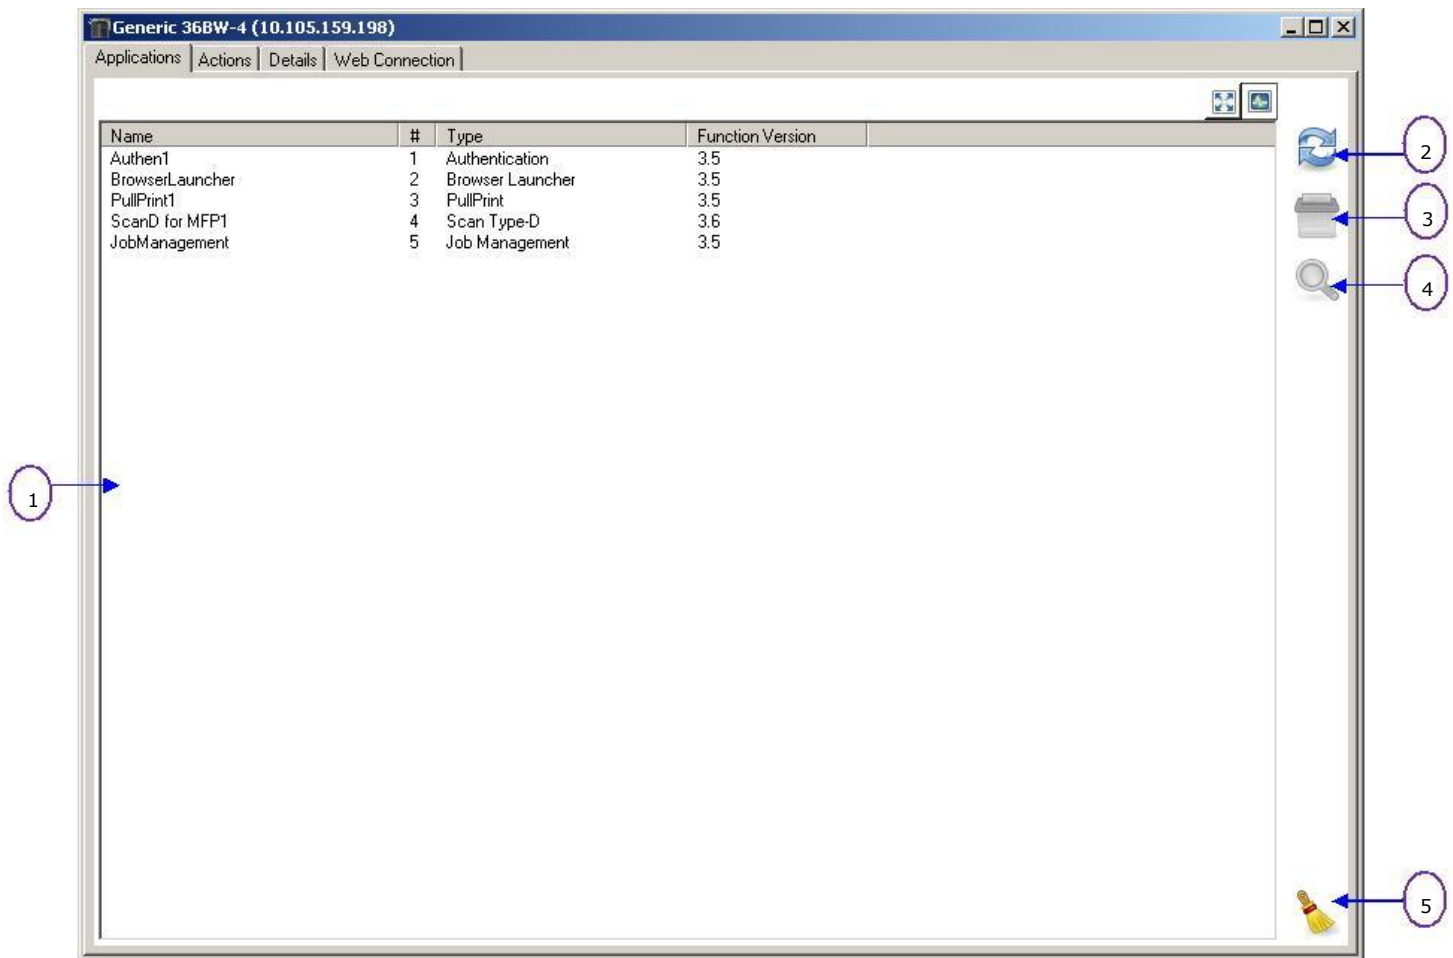 Generic 36BW-4 (10.105.159.198)
Applications Actions Details Web Connection
Name # Type Function Version
Authen1 1 Authentication 3.5
BrowserLauncher 2 Browser Launcher 3.5
PullPrint1 3 PullPrint 3.5
ScanD for MFP1 4 Scan Type-D 3.6
JobManagement 5 Job Management 3.5
2
3
4
1
5